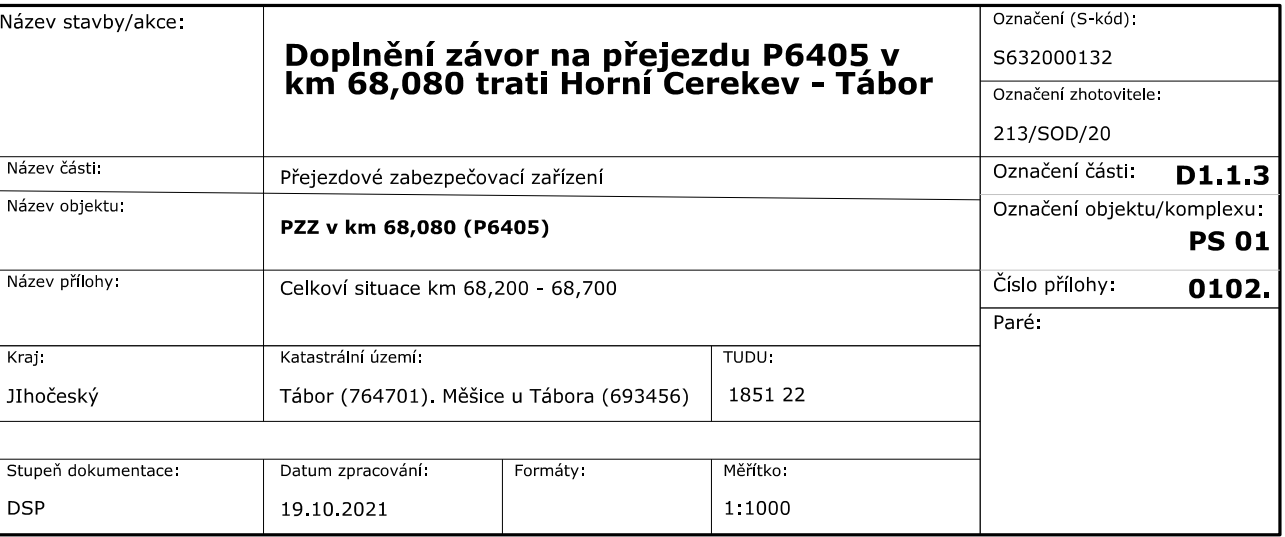 Název stavby/akce:
Doplnění závor na přejezdu P6405 v
km 68,080 trati Horní Cerekev - Tábor
Označení (S-kód):
S632000132
Označení zhotovitele:
213/SOD/20
Název části:
Přejezdové zabezpečovací zařízení
Označení části:
D1.1.3
Název objektu:
PZZ v km 68,080 (P6405)
Označení objektu/komplexu:
PS 01
Název přílohy:
Celkoví situace km 68,200 - 68,700
Číslo přílohy:
0102.
Paré:
Kraj:
JIhočeský
Katastrální území:
Tábor (764701). Měšice u Tábora (693456)
TUDU:
1851 22
Stupeň dokumentace:
DSP
Datum zpracování:
19.10.2021
Formáty:
Měřítko:
1:1000